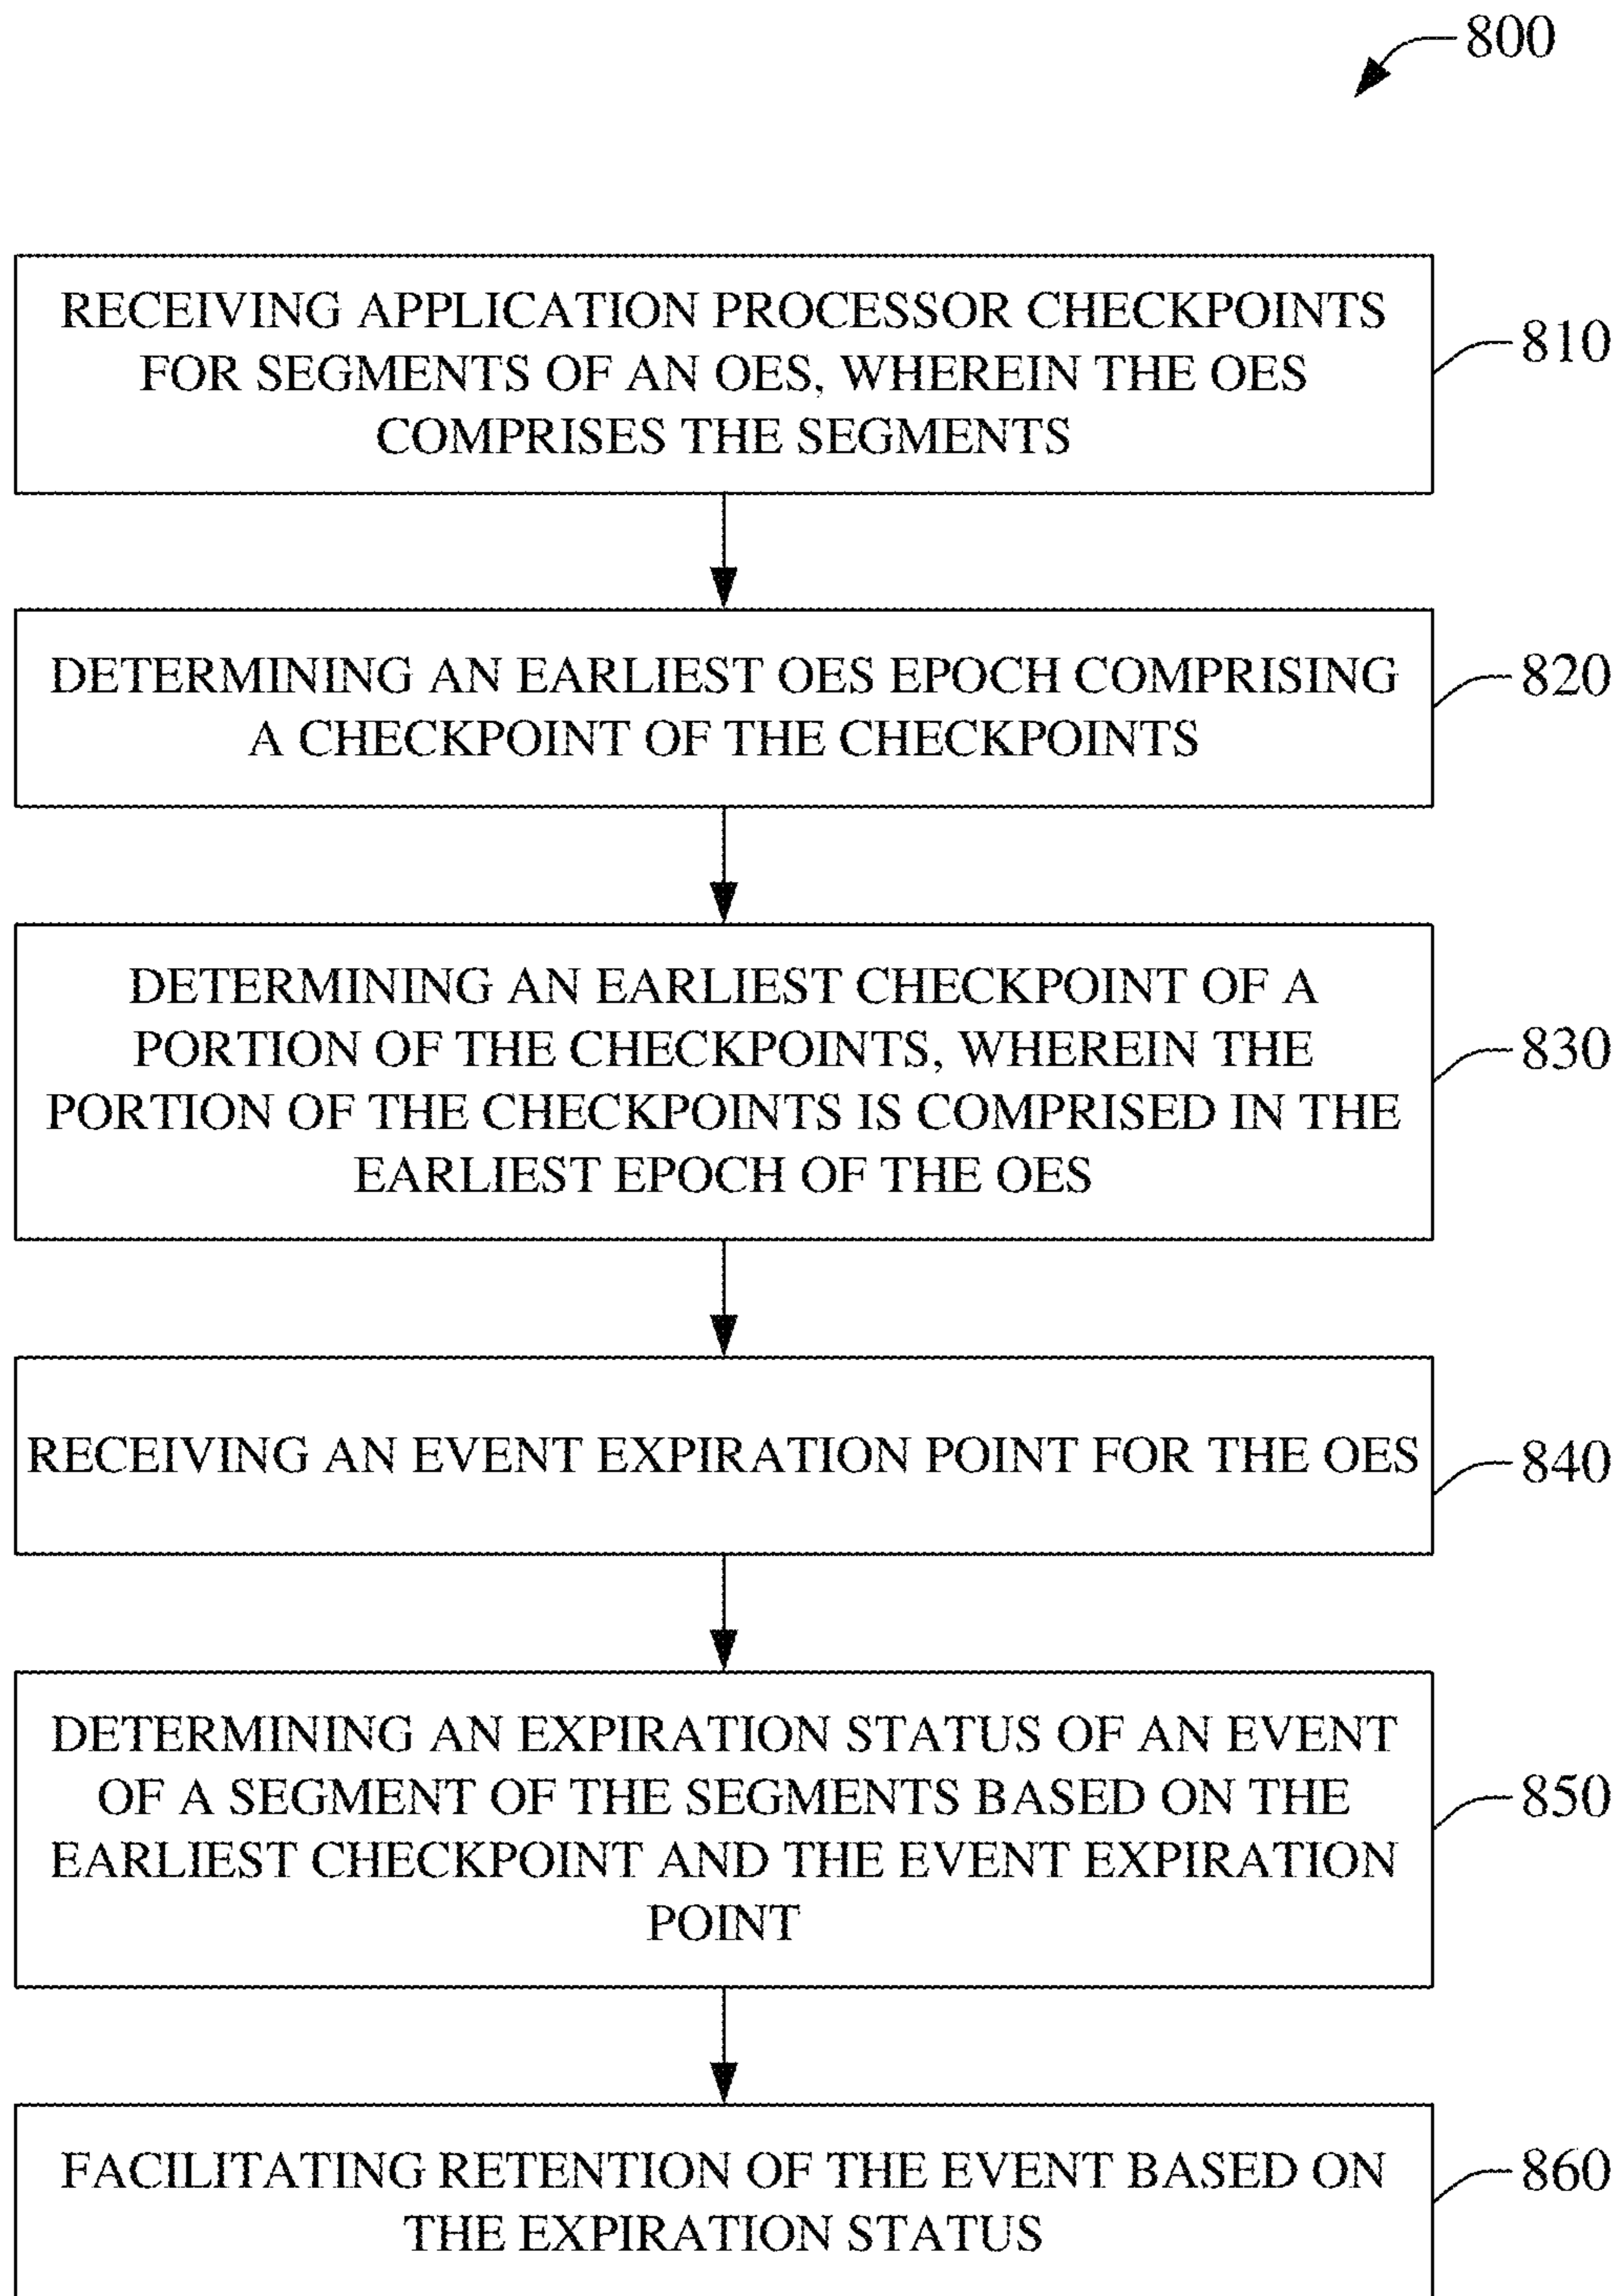 800
RECEIVING APPLICATION PROCESSOR CHECKPOINTS
FOR SEGMENTS OF AN OES, WHEREIN THE OES
COMPRISES THE SEGMENTS
810
DETERMINING AN EARLIEST OES EPOCH COMPRISING
A CHECKPOINT OF THE CHECKPOINTS
820
DETERMINING AN EARLIEST CHECKPOINT OF A
PORTION OF THE CHECKPOINTS, WHEREIN THE
PORTION OF THE CHECKPOINTS IS COMPRISED IN THE
EARLIEST EPOCH OF THE OES
830
RECEIVING AN EVENT EXPIRATION POINT FOR THE OES
840
DETERMINING AN EXPIRATION STATUS OF AN EVENT
OF A SEGMENT OF THE SEGMENTS BASED ON THE
EARLIEST CHECKPOINT AND THE EVENT EXPIRATION
POINT
850
FACILITATING RETENTION OF THE EVENT BASED ON
THE EXPIRATION STATUS
860